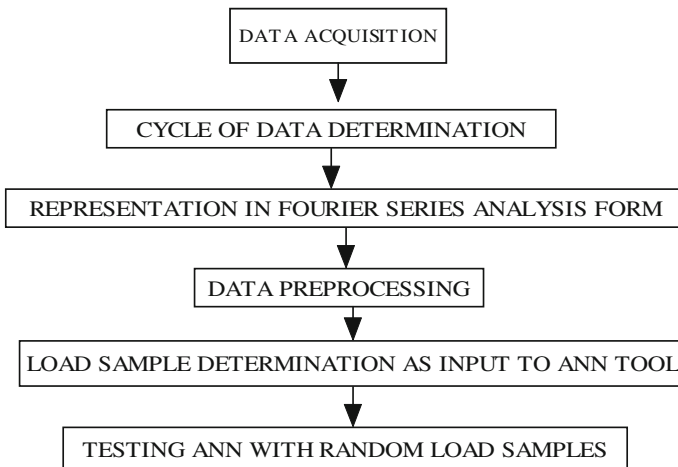 DATA ACQUISITION
CYCLE OF DATA DETERMINATION
REPRESENTATION IN FOURIER SERIES ANALYSIS FORM
DATA PREPROCESSING
LOAD SAMPLE DETERMINATION AS INPUT TO ANN TOOL
TESTING ANN WITH RANDOM LOAD SAMPLES